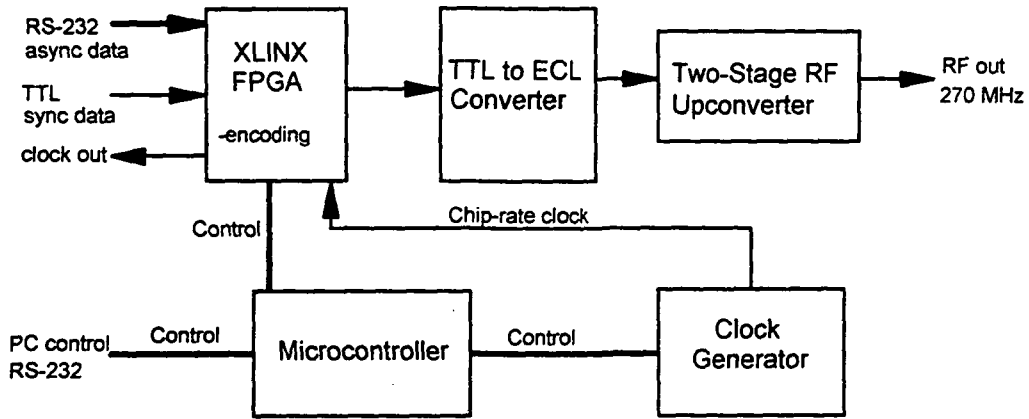 RS-232
async data
TTL
sync data
clock out
XLINX
FPGA
-encoding
TTL to ECL
Converter
Two-Stage RF
Upconverter
RF out
270 MHz
Control
Chip-rate clock
PC control
RS-232
Control
Microcontroller
Control
Clock
Generator